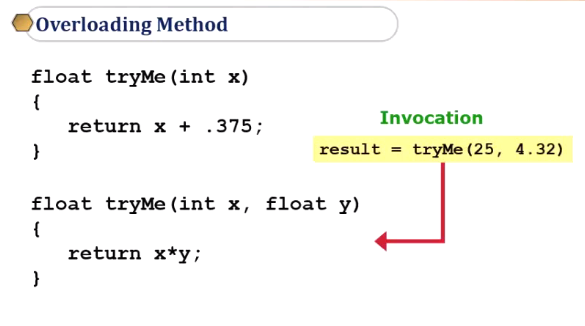 Overloading Method
float tryMe(int x)
{
return x + .375;
}
Invocation
result = tryMe(25, 4.32)
float tryMe(int x, float y)
{
return x*y;
}